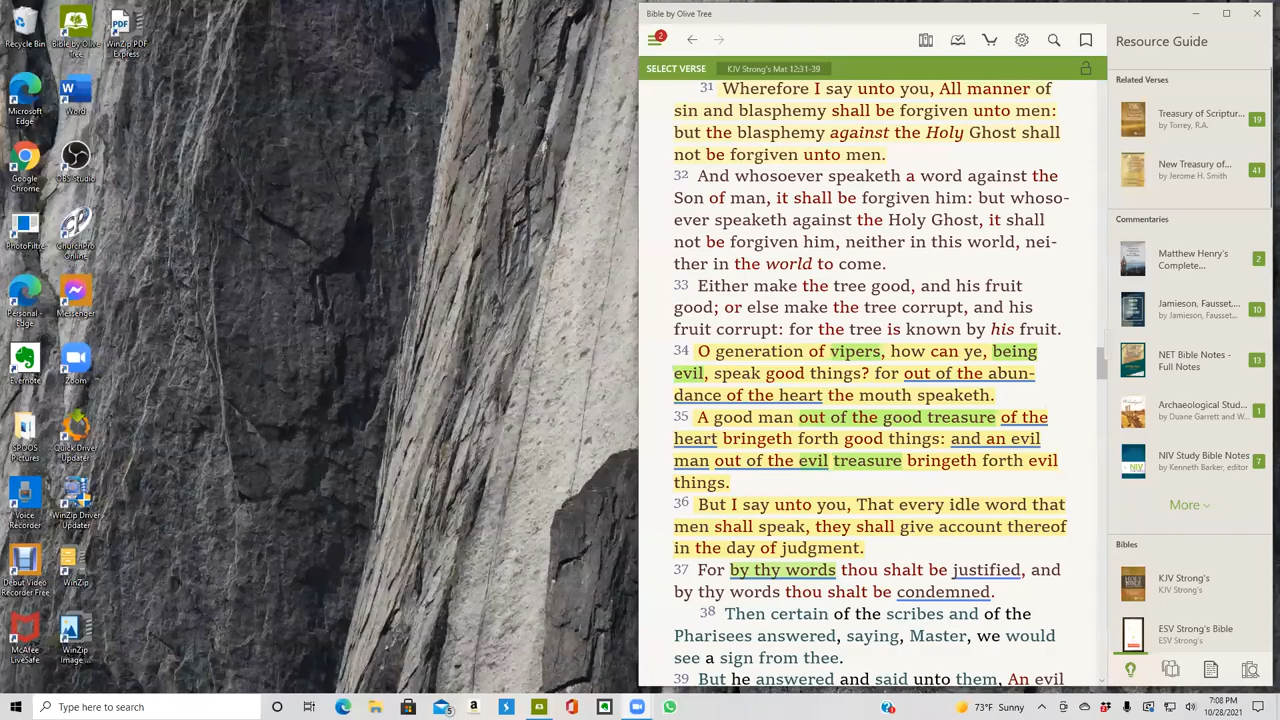 Recycle Bin
Bible by Olive Tree
WinZip PDF Express
Microsoft Edge
Word
Google Chrome
OBS Studio
PhotoFiltre
Personal - Edge
Messenger
Evernote
Zoom
SPOOS Pictures
Quick Driver Updater
Voice Recorder
WinZip Driver Updater
Debut Video Recorder Free
McAfee LiveSafe
WinZip Image...
Bible by Olive Tree
2
SELECT VERSE KJV Strong's Mat 12:31-39
31 Wherefore I say unto you, All manner of
sin and blasphemy shall be forgiven unto men:
but the blasphemy against the Holy Ghost shall
not be forgiven unto men.
32 And whosoever speaketh a word against the
Son of man, it shall be forgiven him: but whoso-
ever speaketh against the Holy Ghost, it shall
not be forgiven him, neither in this world, nei-
ther in the world to come.
33 Either make the tree good, and his fruit
good; or else make the tree corrupt, and his
fruit corrupt: for the tree is known by his fruit.
34 O generation of vipers, how can ye, being
evil, speak good things? for out of the abun-
dance of the heart the mouth speaketh.
35 A good man out of the good treasure of the
heart bringeth forth good things: and an evil
man out of the evil treasure bringeth forth evil
things.
36 But I say unto you, That every idle word that
men shall speak, they shall give account thereof
in the day of judgment.
37 For by thy words thou shalt be justified, and
by thy words thou shalt be condemned.
38 Then certain of the scribes and of the
Pharisees answered, saying, Master, we would
see a sign from thee.
39 But he answered and said unto them, An evil
Resource Guide
Related Verses
Treasury of Scriptur...
by Torrey, R.A.
19
New Treasury of...
by Jerome H. Smith
41
Commentaries
Matthew Henry's
Complete...
2
Jamieson, Fausset,...
by Jamieson, Fausset...
10
NET Bible Notes -
Full Notes
13
Archaeological Stud...
by Duane Garrett and W...
1
NIV Study Bible Notes
by Kenneth Barker, editor
7
More
Bibles
KJV Strong's
KJV Strong's
ESV Strong's Bible
ESV Strong's
Type here to search
73°F Sunny
7:08 PM
10/28/2021